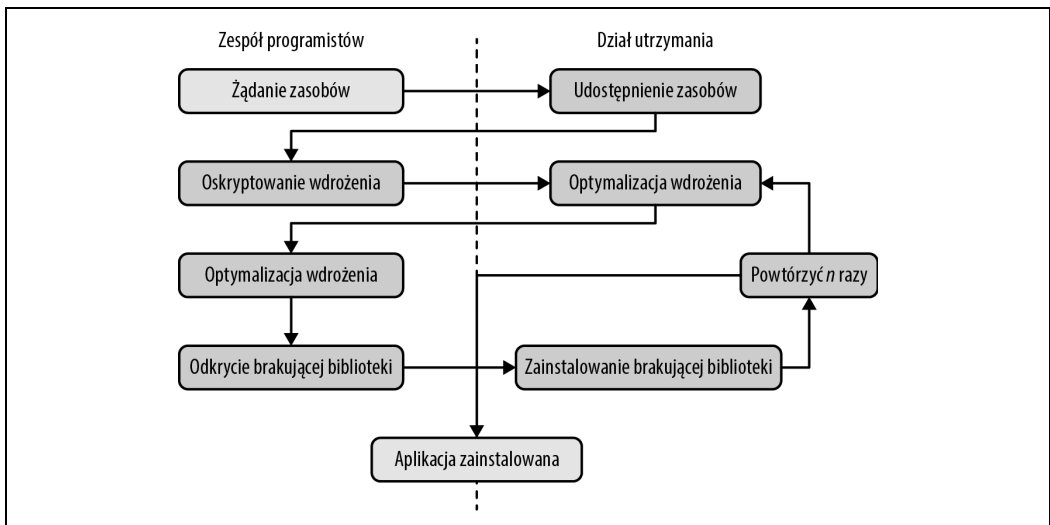 Zespół programistów
Dział utrzymania
Żądanie zasobów
Udostępnienie zasobów
Oskryptowanie wdrożenia
Optymalizacja wdrożenia
Optymalizacja wdrożenia
Powtórzyć n razy
Odkrycie brakującej biblioteki
Zainstalowanie brakującej biblioteki
Aplikacja zainstalowana